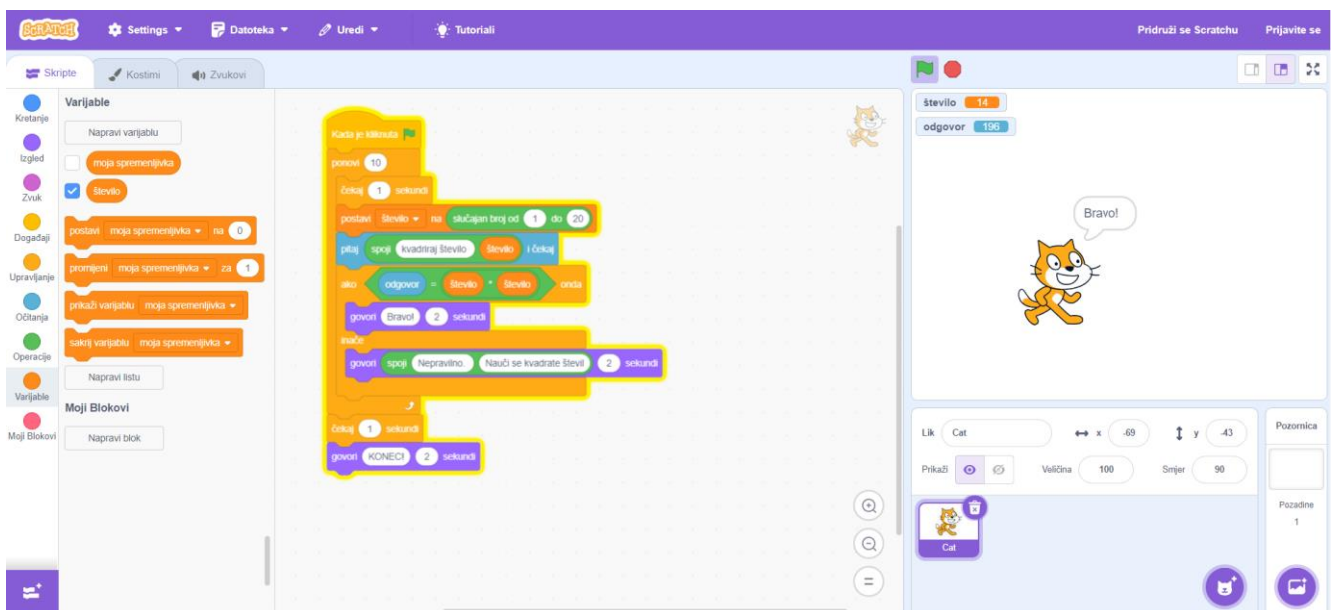 SCRATCH Settings Datoteka Uredi Tutoriali Pridruži se Scratchu Prijavite se
Skripte Kostimi Zvukovi
Kretanje
Izgled
Zvuk
Događaji
Upravljanje
Očitanja
Operacije
Varijable
Moji Blokovi
Varijable
Napravi varijablu
moja spremenljivka
število
postavi moja spremenljivka na 0
promijeni moja spremenljivka za 1
prikaži varijablu moja spremenljivka
sakrij varijablu moja spremenljivka
Napravi listu
Moji Blokovi
Napravi blok
Kada je kliknuta
ponovi 10
čekaj 1 sekundi
postavi število na slučajan broj od 1 do 20
pitaj spoji kvadriraj število število i čekaj
ako odgovor = število * število onda
govori Bravo! 2 sekundi
inače
govori spoji Nepravilno. Nauči se kvadrate števil 2 sekundi
čekaj 1 sekundi
govori KONEC! 2 sekundi
število 14
odgovor 196
Bravo!
Lik Cat x -69 y -43
Prikaži Veličina 100 Smjer 90
Cat
Pozornica
Pozadine
1